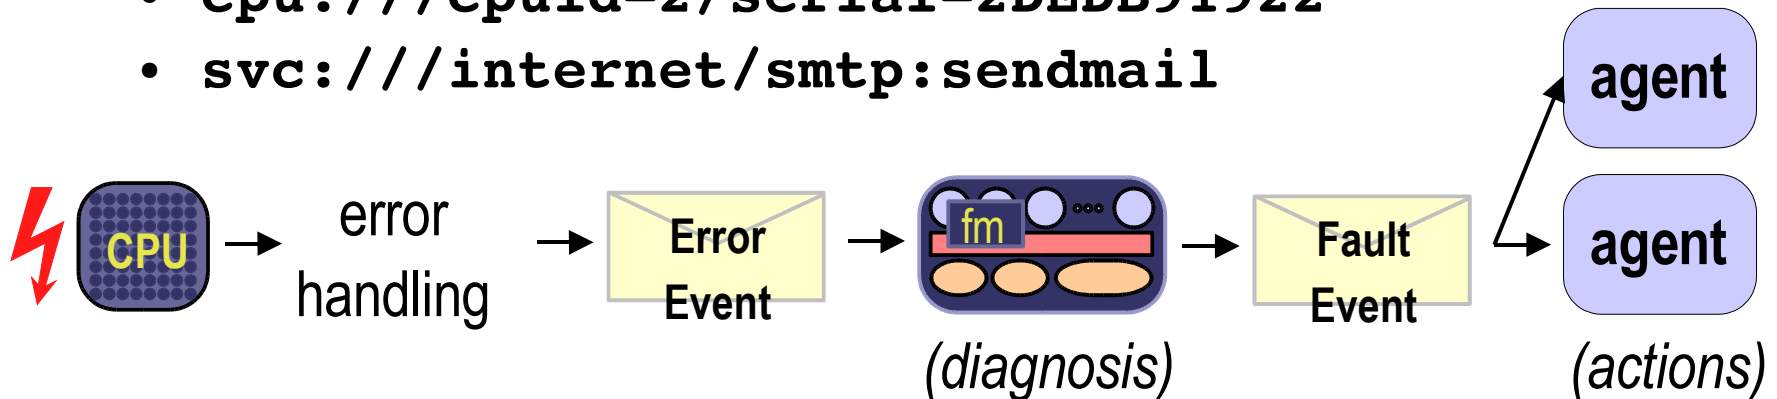 • svc:///internet/smtp:sendmail
agent
CPU
error
handling
Error
Event
fm
Fault
Event
agent
(diagnosis)
(actions)